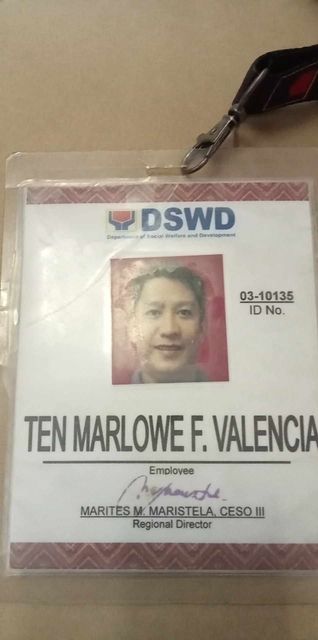 DSWD
Department of Social Welfare and Development
03-10135
ID No.
TEN MARLOWE F. VALENCIA
Employee
MARITES M. MARISTELA, CESO III
Regional Director